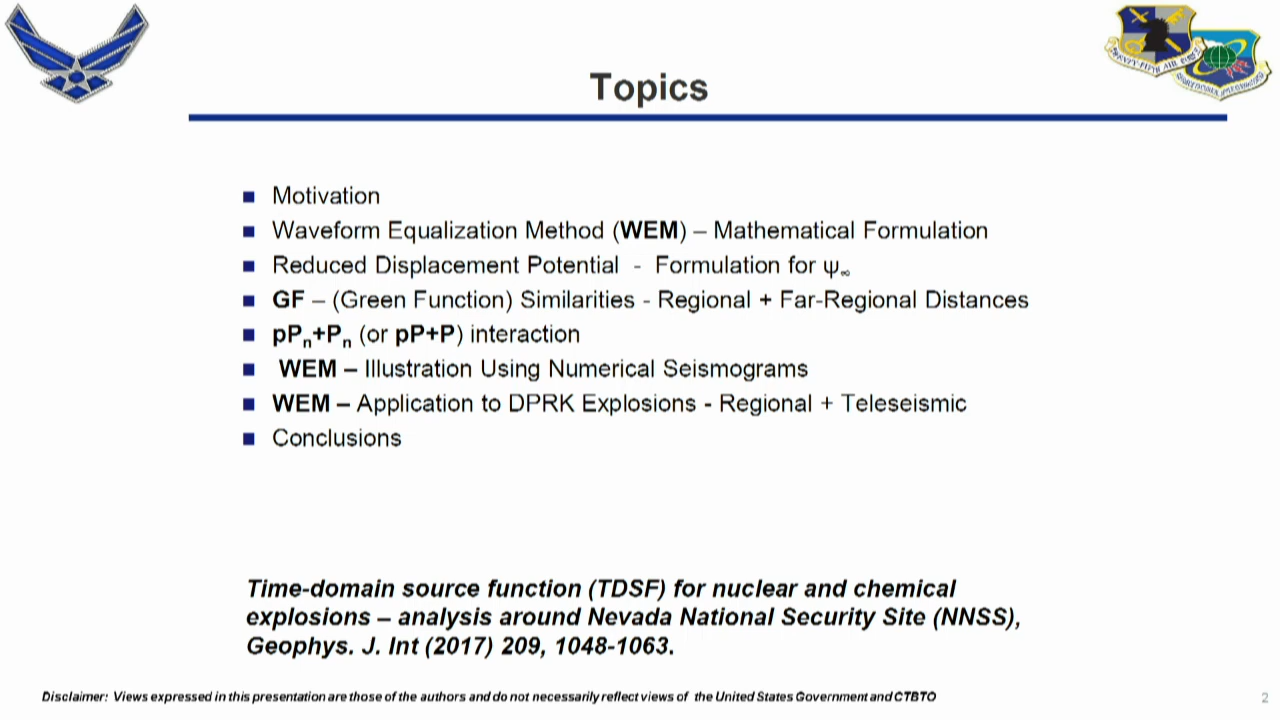 Topics
■ Motivation
■ Waveform Equalization Method (WEM) – Mathematical Formulation
■ Reduced Displacement Potential - Formulation for ψ∞
■ GF – (Green Function) Similarities - Regional + Far-Regional Distances
■ pPn+Pn (or pP+P) interaction
■ WEM – Illustration Using Numerical Seismograms
■ WEM – Application to DPRK Explosions - Regional + Teleseismic
■ Conclusions
Time-domain source function (TDSF) for nuclear and chemical
explosions – analysis around Nevada National Security Site (NNSS),
Geophys. J. Int (2017) 209, 1048-1063.
Disclaimer: Views expressed in this presentation are those of the authors and do not necessarily reflect views of the United States Government and CTBTO
2